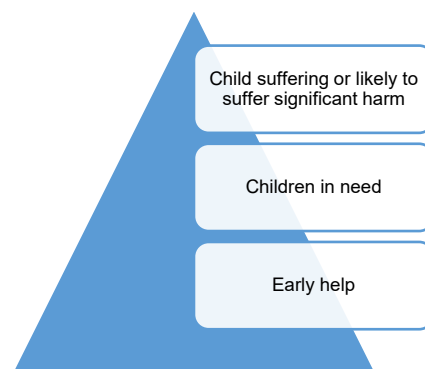 Child suffering or likely to
suffer significant harm
Children in need
Early help